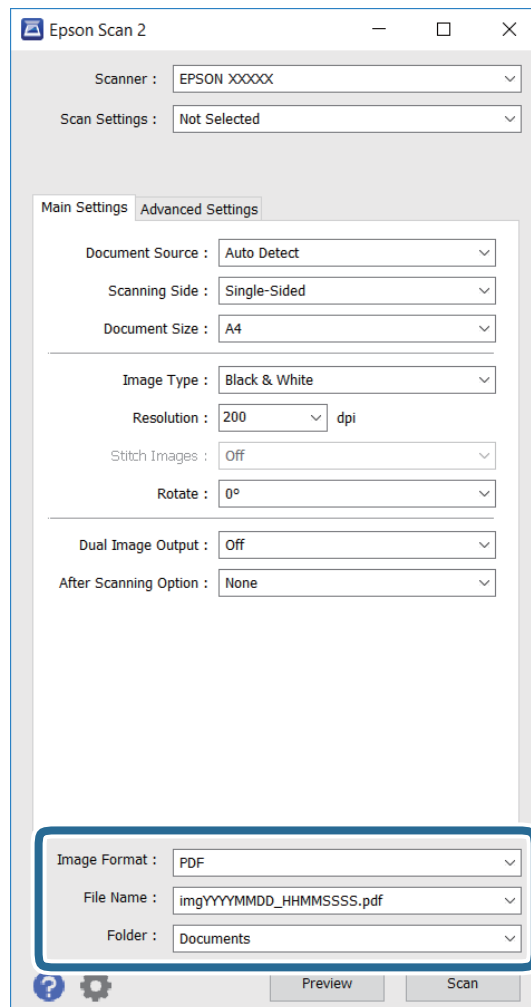 Epson Scan 2
Scanner : EPSON XXXXX
Scan Settings : Not Selected
Main Settings Advanced Settings
Document Source : Auto Detect
Scanning Side : Single-Sided
Document Size : A4
Image Type : Black & White
Resolution : 200 dpi
Stitch Images : Off
Rotate : 0°
Dual Image Output : Off
After Scanning Option : None
Image Format : PDF
File Name : imgYYYYMMDD_HHMMSSSS.pdf
Folder : Documents
? Preview Scan